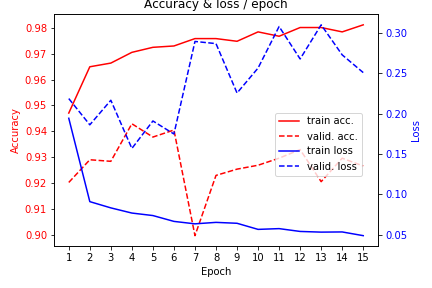 Accuracy & loss / epoch
0.98
0.97
0.96
0.95
0.94
0.93
0.92
0.91
0.90
Accuracy
0.30
0.25
0.20
0.15
0.10
0.05
Loss
train acc.
valid. acc.
train loss
valid. loss
1 2 3 4 5 6 7 8 9 10 11 12 13 14 15
Epoch